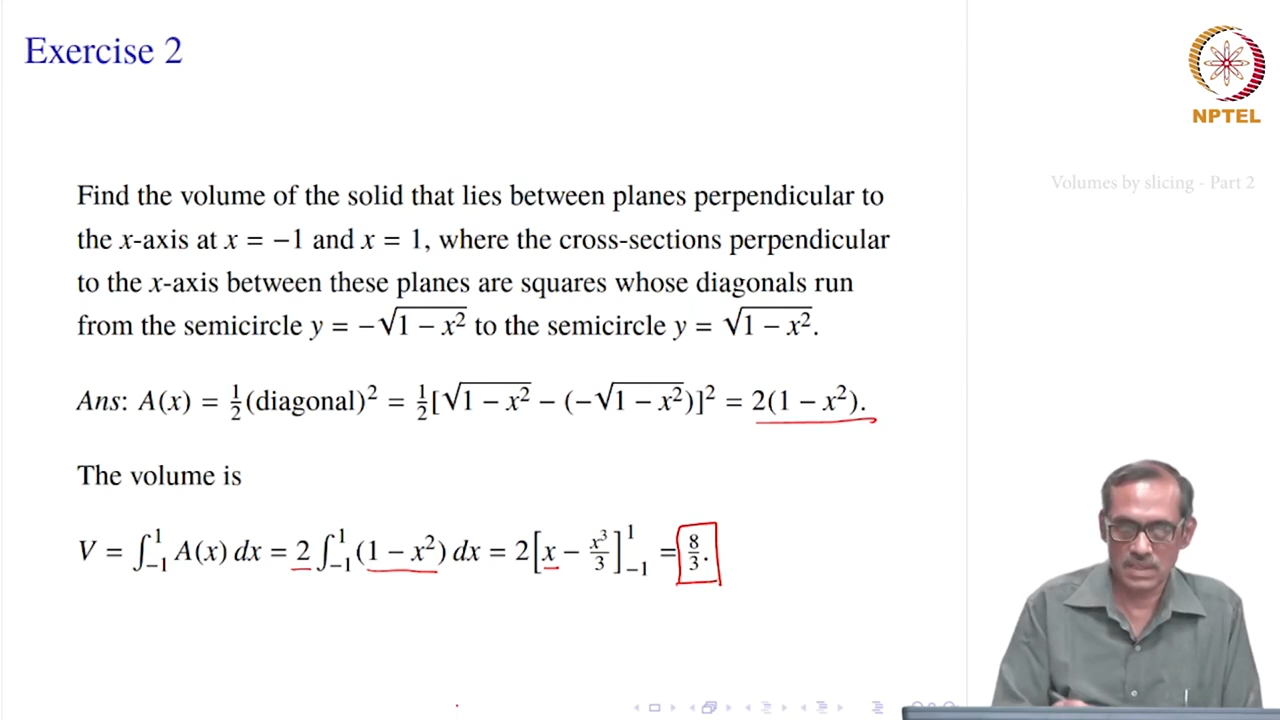 Exercise 2
NPTEL
Volumes by slicing - Part 2
Find the volume of the solid that lies between planes perpendicular to
the x-axis at x = −1 and x = 1, where the cross-sections perpendicular
to the x-axis between these planes are squares whose diagonals run
from the semicircle y = −√(1 − x²) to the semicircle y = √(1 − x²).
Ans: A(x) = ½(diagonal)² = ½[√(1 − x²) − (−√(1 − x²))]² = 2(1 − x²).
The volume is
V = ∫₋₁¹ A(x) dx = 2 ∫₋₁¹ (1 − x²) dx = 2[x − x³/3]₋₁¹ = 8/3.